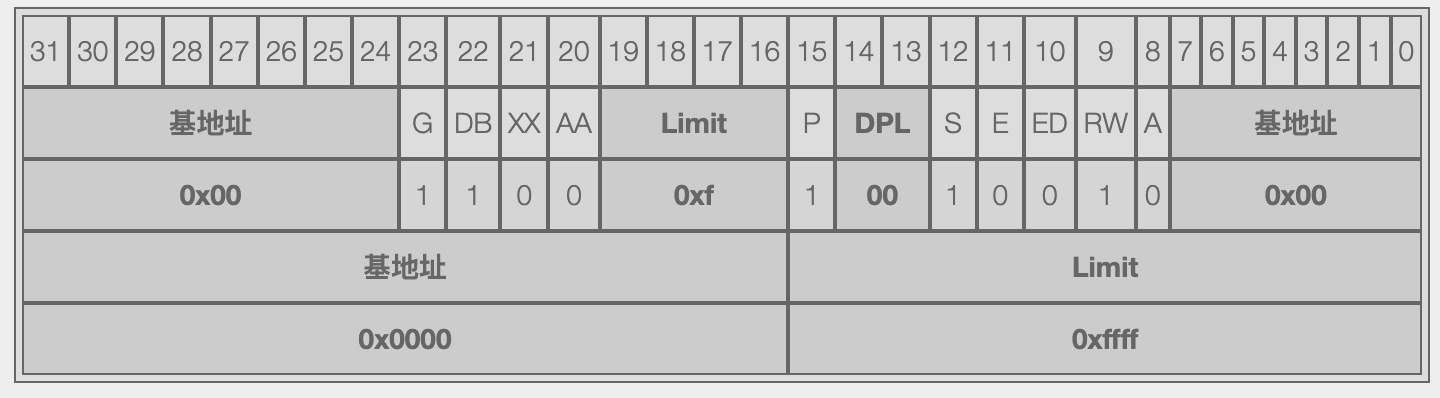 31 30 29 28 27 26 25 24 23 22 21 20 19 18 17 16 15 14 13 12 11 10 9 8 7 6 5 4 3 2 1 0
基地址 G DB XX AA Limit P DPL S E ED RW A 基地址
0x00 1 1 0 0 0xf 1 00 1 0 0 1 0 0x00
基地址 Limit
0x0000 0xffff